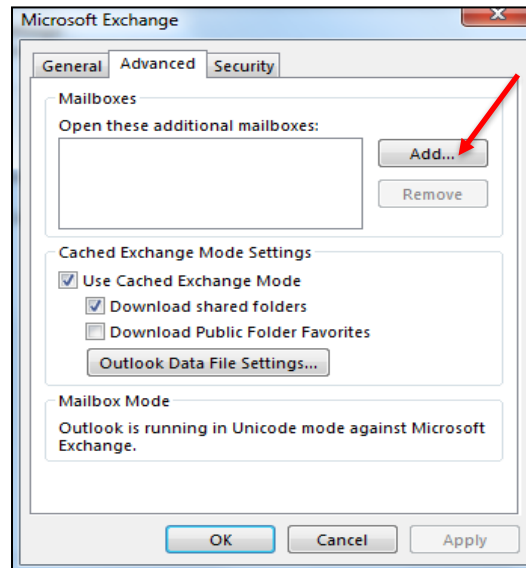 Microsoft Exchange
General Advanced Security
Mailboxes
Open these additional mailboxes:
Add...
Remove
Cached Exchange Mode Settings
Use Cached Exchange Mode
Download shared folders
Download Public Folder Favorites
Outlook Data File Settings...
Mailbox Mode
Outlook is running in Unicode mode against Microsoft
Exchange.
OK Cancel Apply